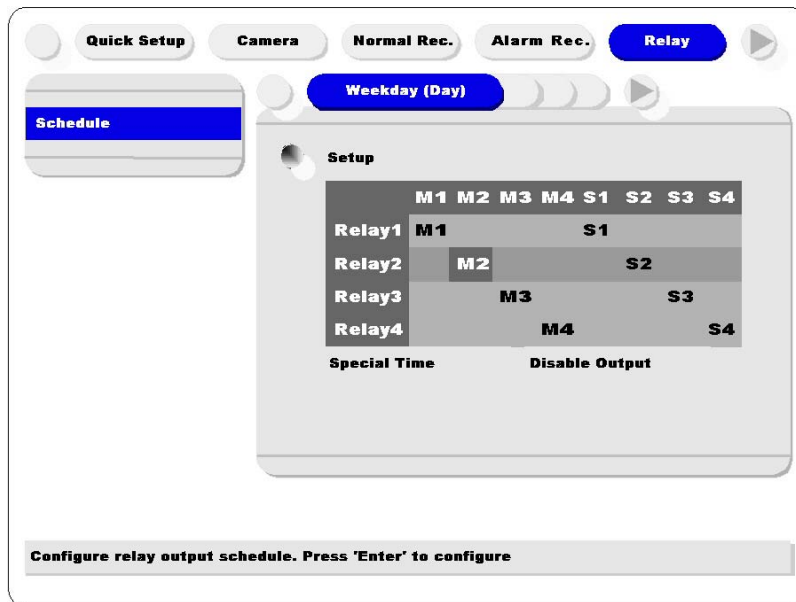 Quick Setup Camera Normal Rec. Alarm Rec. Relay
Weekday (Day)
Schedule
Setup
M1 M2 M3 M4 S1 S2 S3 S4
Relay1 M1 S1
Relay2 M2 S2
Relay3 M3 S3
Relay4 M4 S4
Special Time Disable Output
Configure relay output schedule. Press 'Enter' to configure